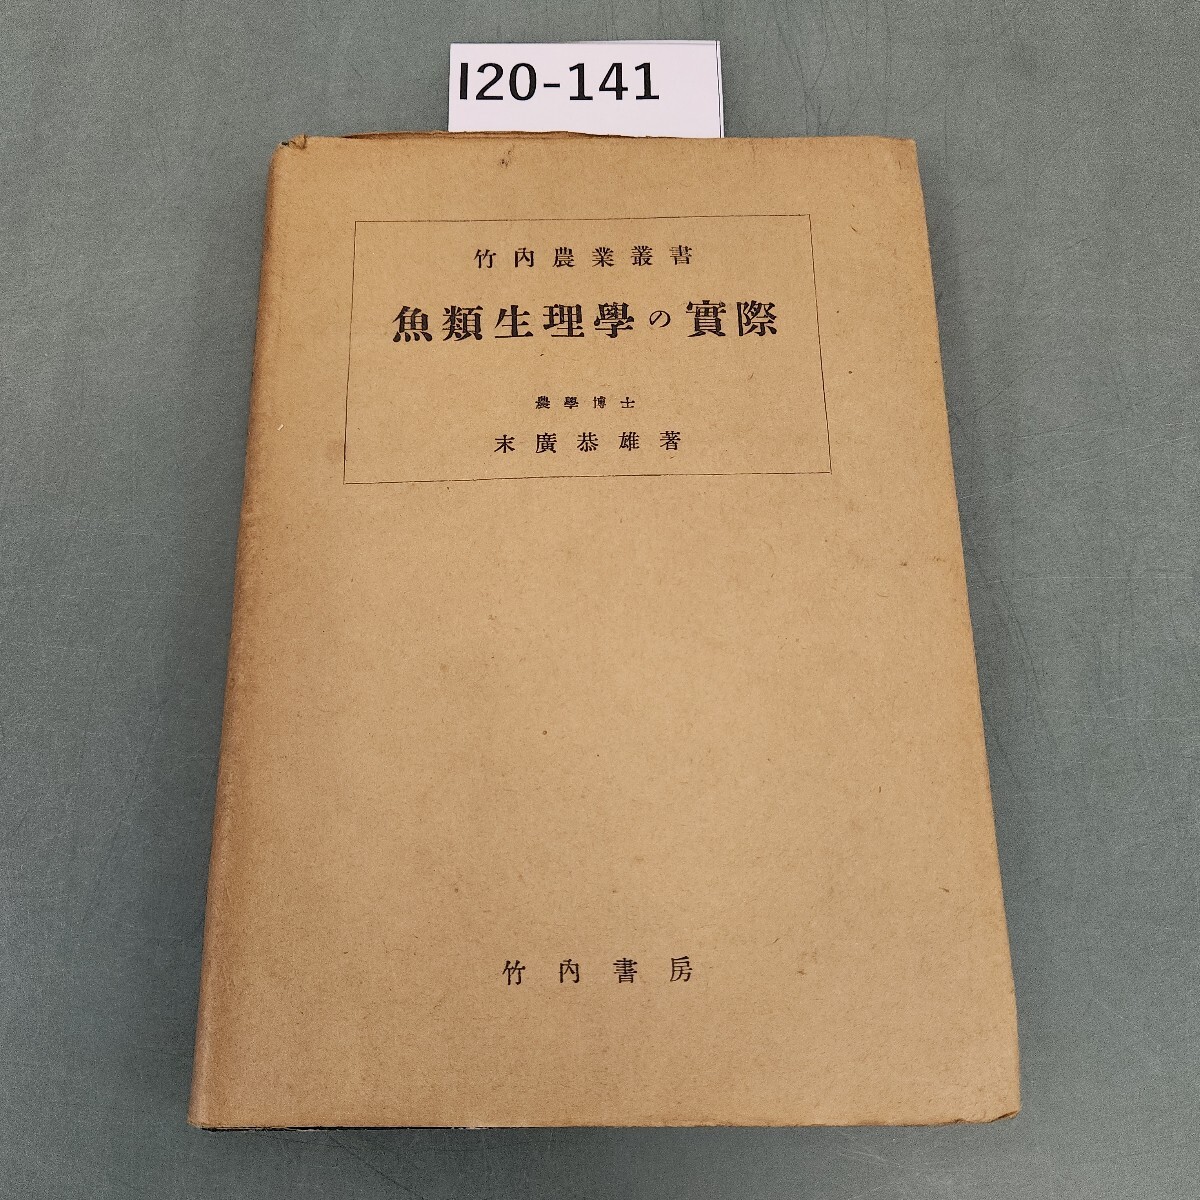 I20-141
竹內農業叢書
魚類生理學の實際
農學博士
末廣恭雄著
竹內書房